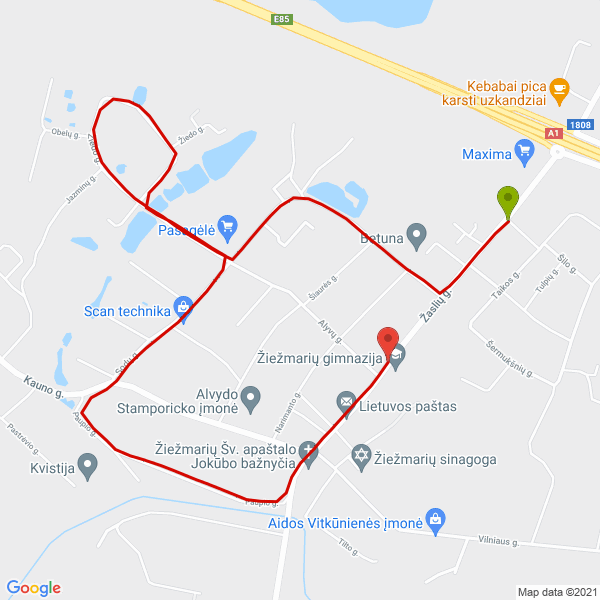 E85
Kebabai pica
karsti uzkandziai
1808
A1
Maxima
Obelų g.
Žiedo g.
Žiedo g.
Jazminų g.
Pasagėlė
Betuna
Šilo g.
Tulpių g.
Taikos g.
Šiaurės g.
Žaslių g.
Scan technika
Alyvų g.
Šermukšnių g.
Sodų g.
Žiežmarių gimnazija
Kauno g.
Alvydo
Stamporicko įmonė
Narimanto g.
Lietuvos paštas
Paupio g.
Pastrėvio g.
Žiežmarių Šv. apaštalo
Jokūbo bažnyčia
Žiežmarių sinagoga
Kvistija
Paupio g.
Aidos Vitkūnienės įmonė
Vilniaus g.
Tilto g.
Google
Map data ©2021